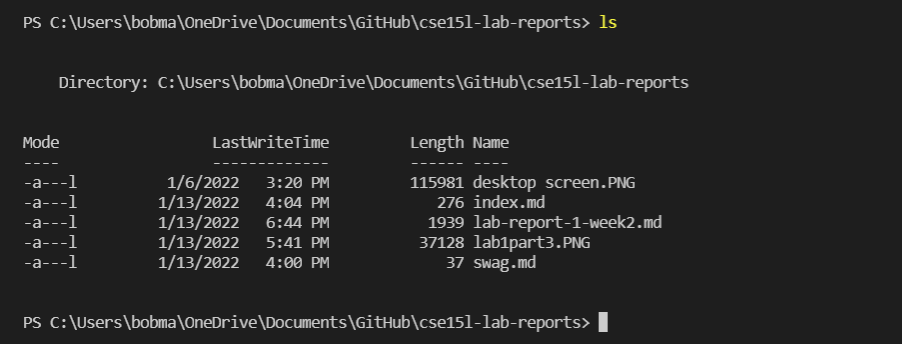 PS C:\Users\bobma\OneDrive\Documents\GitHub\cse15l-lab-reports> ls
Directory: C:\Users\bobma\OneDrive\Documents\GitHub\cse15l-lab-reports
Mode                 LastWriteTime         Length Name
----                 -------------         ------ ----
-a---l          1/6/2022   3:20 PM         115981 desktop screen.PNG
-a---l         1/13/2022   4:04 PM            276 index.md
-a---l         1/13/2022   6:44 PM           1939 lab-report-1-week2.md
-a---l         1/13/2022   5:41 PM          37128 lab1part3.PNG
-a---l         1/13/2022   4:00 PM             37 swag.md
PS C:\Users\bobma\OneDrive\Documents\GitHub\cse15l-lab-reports>